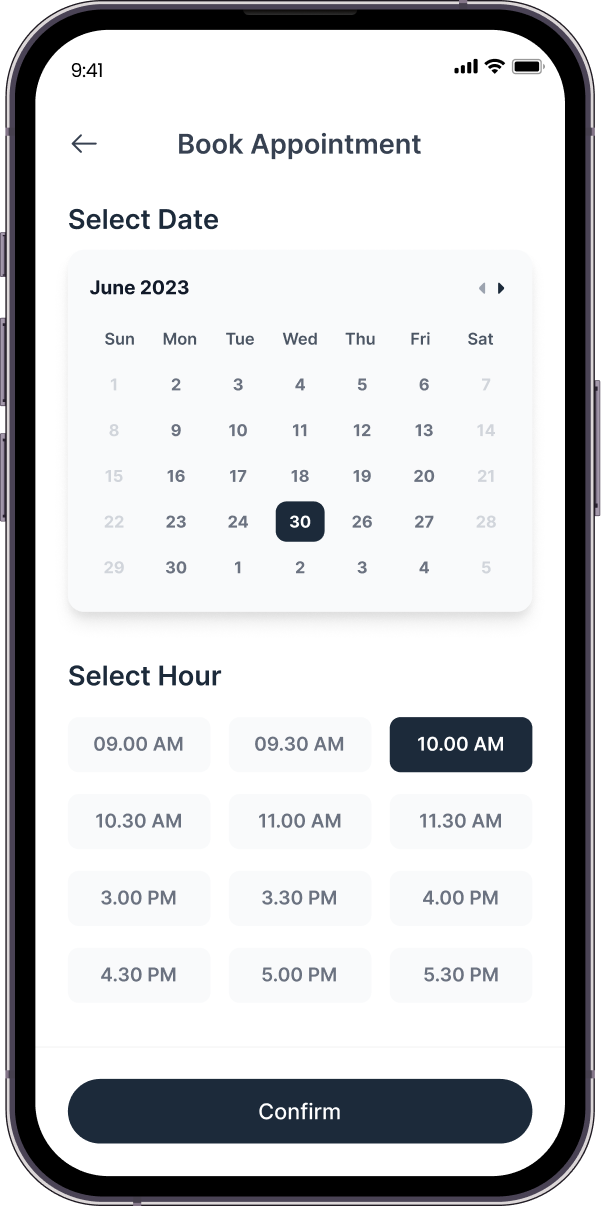 9:41
Book Appointment
Select Date
June 2023
Sun Mon Tue Wed Thu Fri Sat
1 2 3 4 5 6 7
8 9 10 11 12 13 14
15 16 17 18 19 20 21
22 23 24 30 26 27 28
29 30 1 2 3 4 5
Select Hour
09.00 AM 09.30 AM 10.00 AM
10.30 AM 11.00 AM 11.30 AM
3.00 PM 3.30 PM 4.00 PM
4.30 PM 5.00 PM 5.30 PM
Confirm